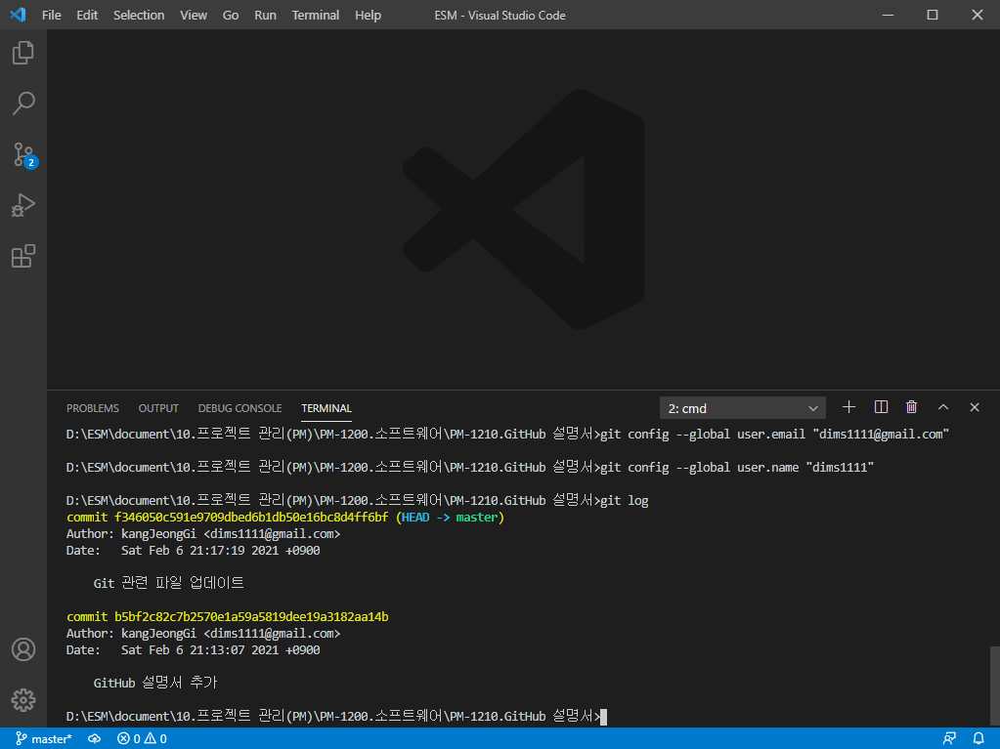 File Edit Selection View Go Run Terminal Help ESM - Visual Studio Code
2
PROBLEMS OUTPUT DEBUG CONSOLE TERMINAL 2: cmd
D:\ESM\document\10.프로젝트 관리(PM)\PM-1200.소프트웨어\PM-1210.GitHub 설명서>git config --global user.email "dims1111@gmail.com"
D:\ESM\document\10.프로젝트 관리(PM)\PM-1200.소프트웨어\PM-1210.GitHub 설명서>git config --global user.name "dims1111"
D:\ESM\document\10.프로젝트 관리(PM)\PM-1200.소프트웨어\PM-1210.GitHub 설명서>git log
commit f346050c591e9709dbed6b1db50e16bc8d4ff6bf (HEAD -> master)
Author: kangJeongGi <dims1111@gmail.com>
Date:   Sat Feb 6 21:17:19 2021 +0900
Git 관련 파일 업데이트
commit b5bf2c82c7b2570e1a59a5819dee19a3182aa14b
Author: kangJeongGi <dims1111@gmail.com>
Date:   Sat Feb 6 21:13:07 2021 +0900
GitHub 설명서 추가
D:\ESM\document\10.프로젝트 관리(PM)\PM-1200.소프트웨어\PM-1210.GitHub 설명서>
master* 0 0